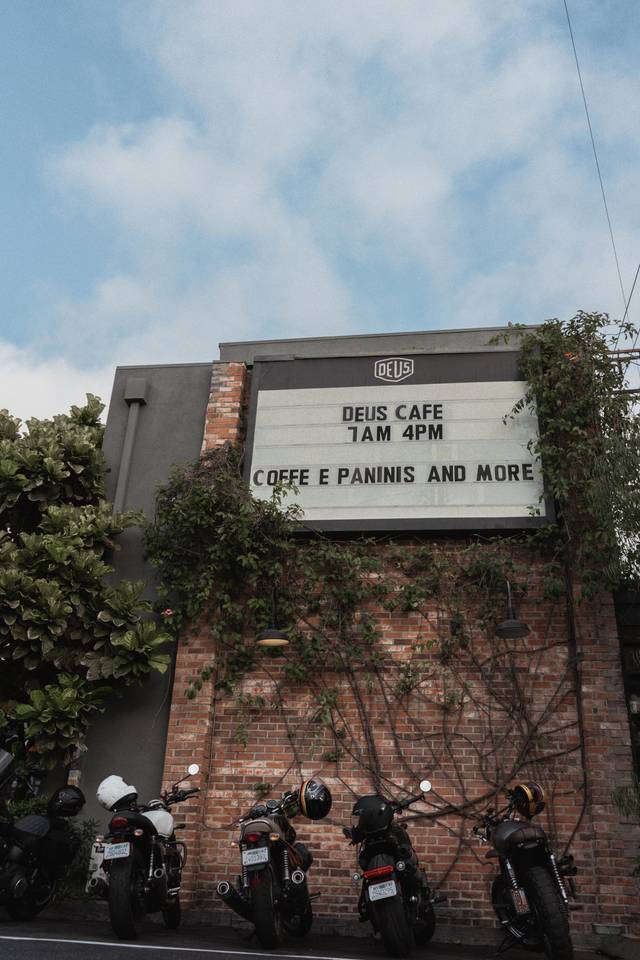 DEUS
DEUS CAFE
7AM 4PM
COFFE E PANINIS AND MORE